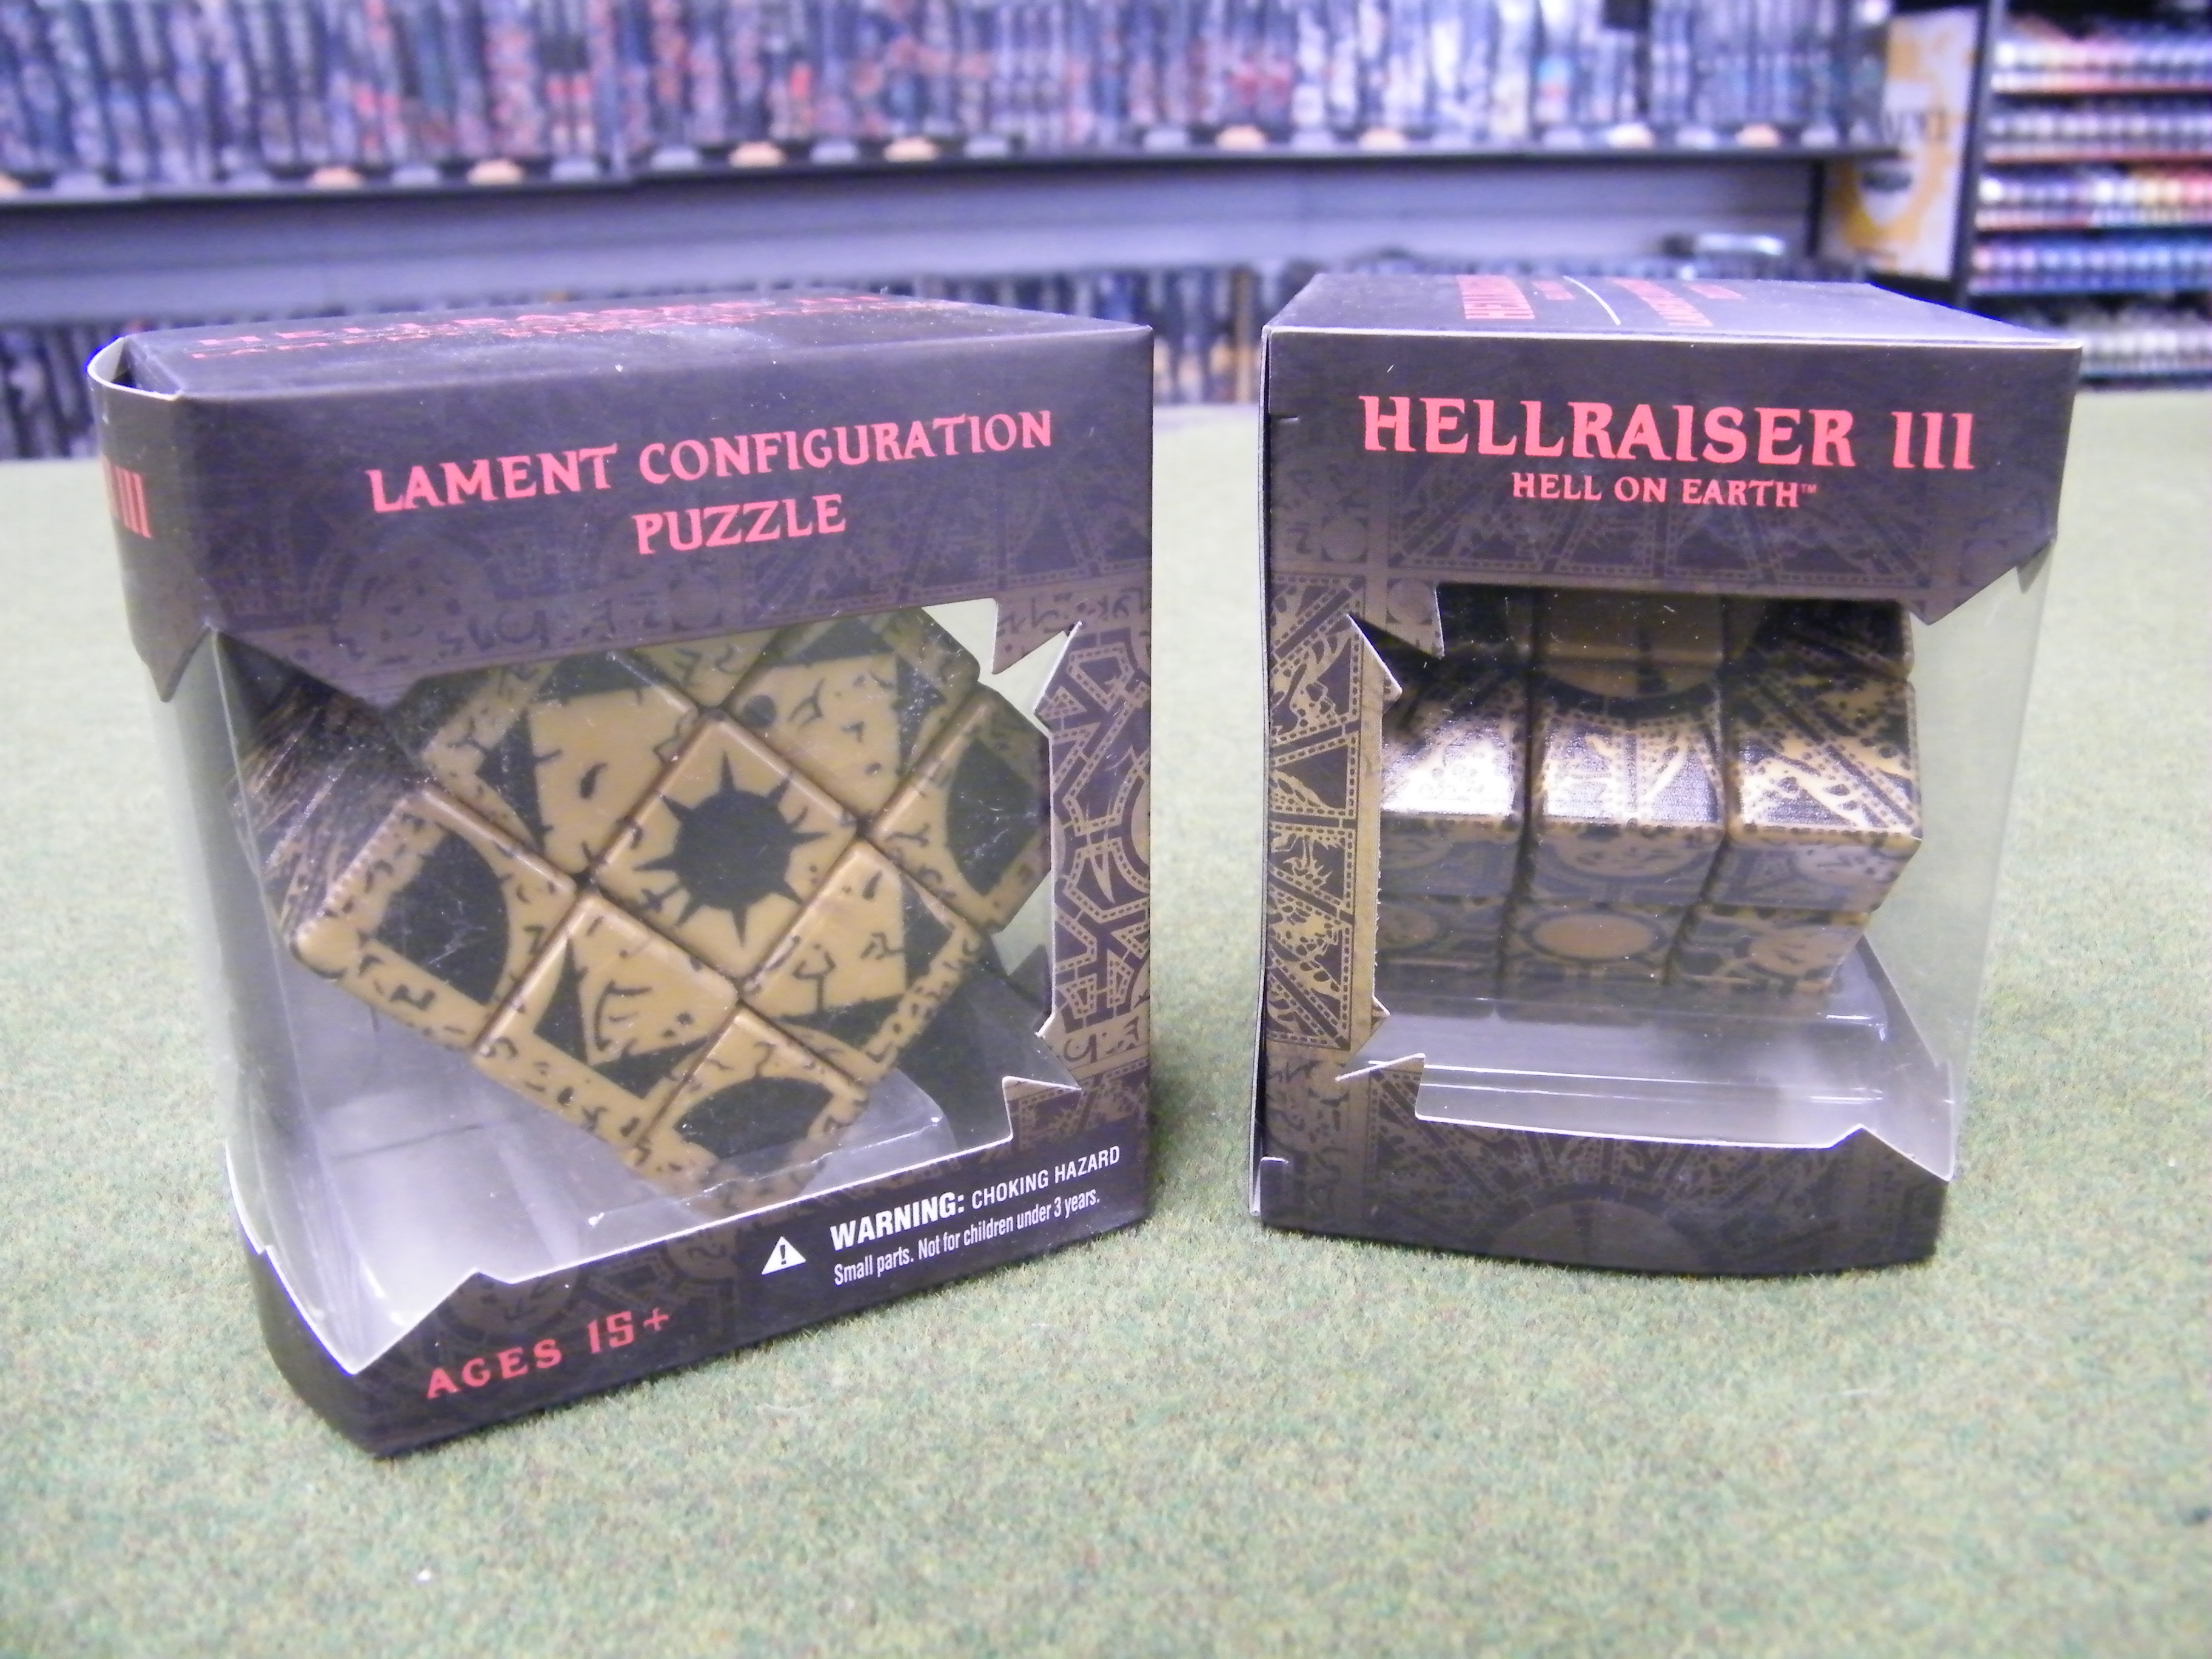 LAMENT CONFIGURATION
PUZZLE
III
WARNING: CHOKING HAZARD
Small parts. Not for children under 3 years.
AGES 15+
HELLRAISER III
HELL ON EARTH™